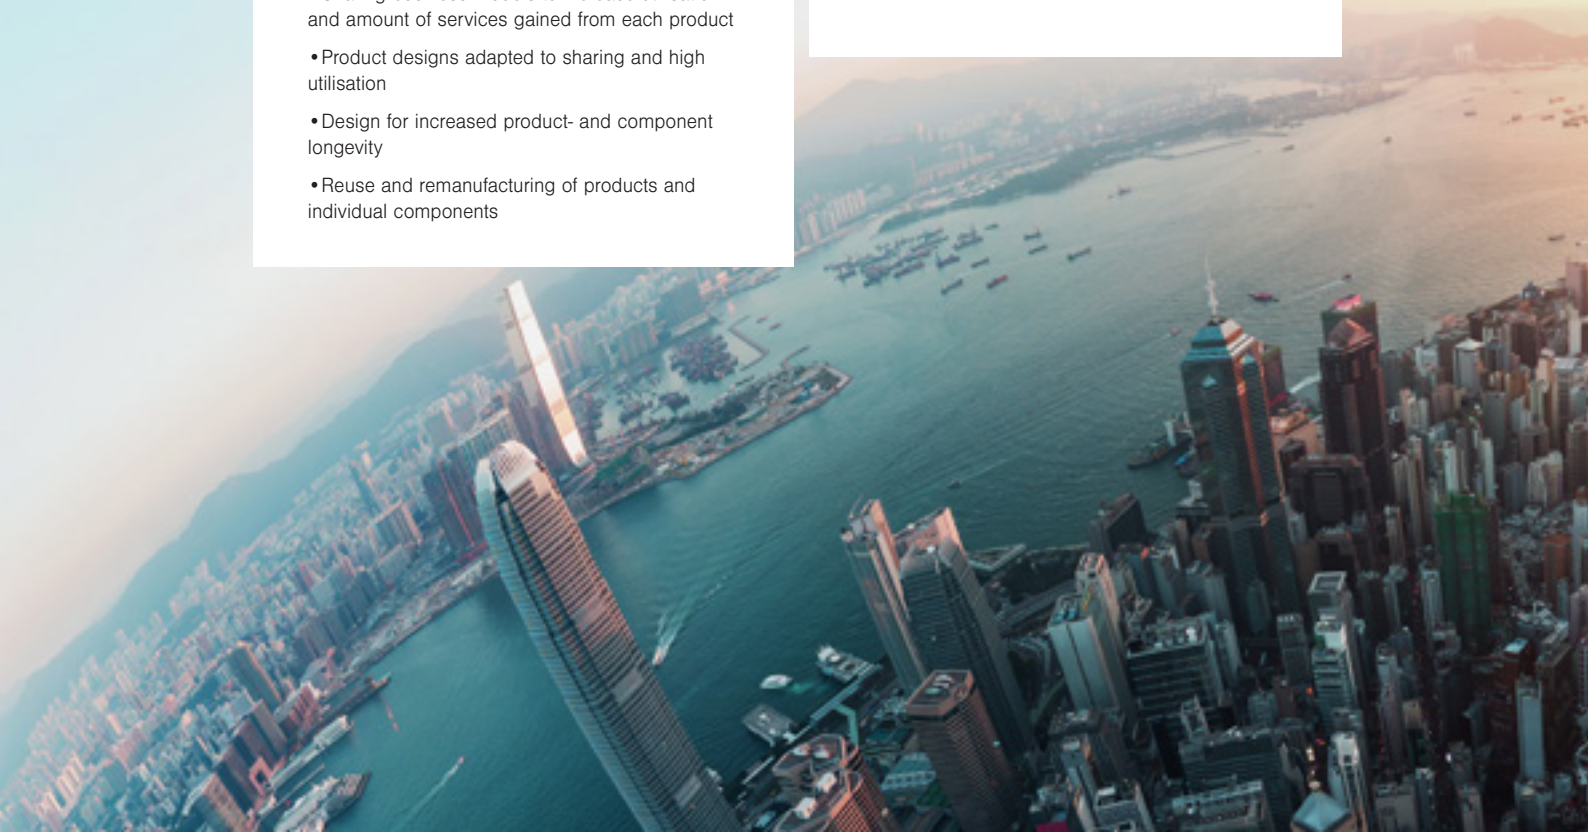 and amount of services gained from each product
•Product designs adapted to sharing and high
utilisation
•Design for increased product- and component
longevity
•Reuse and remanufacturing of products and
individual components